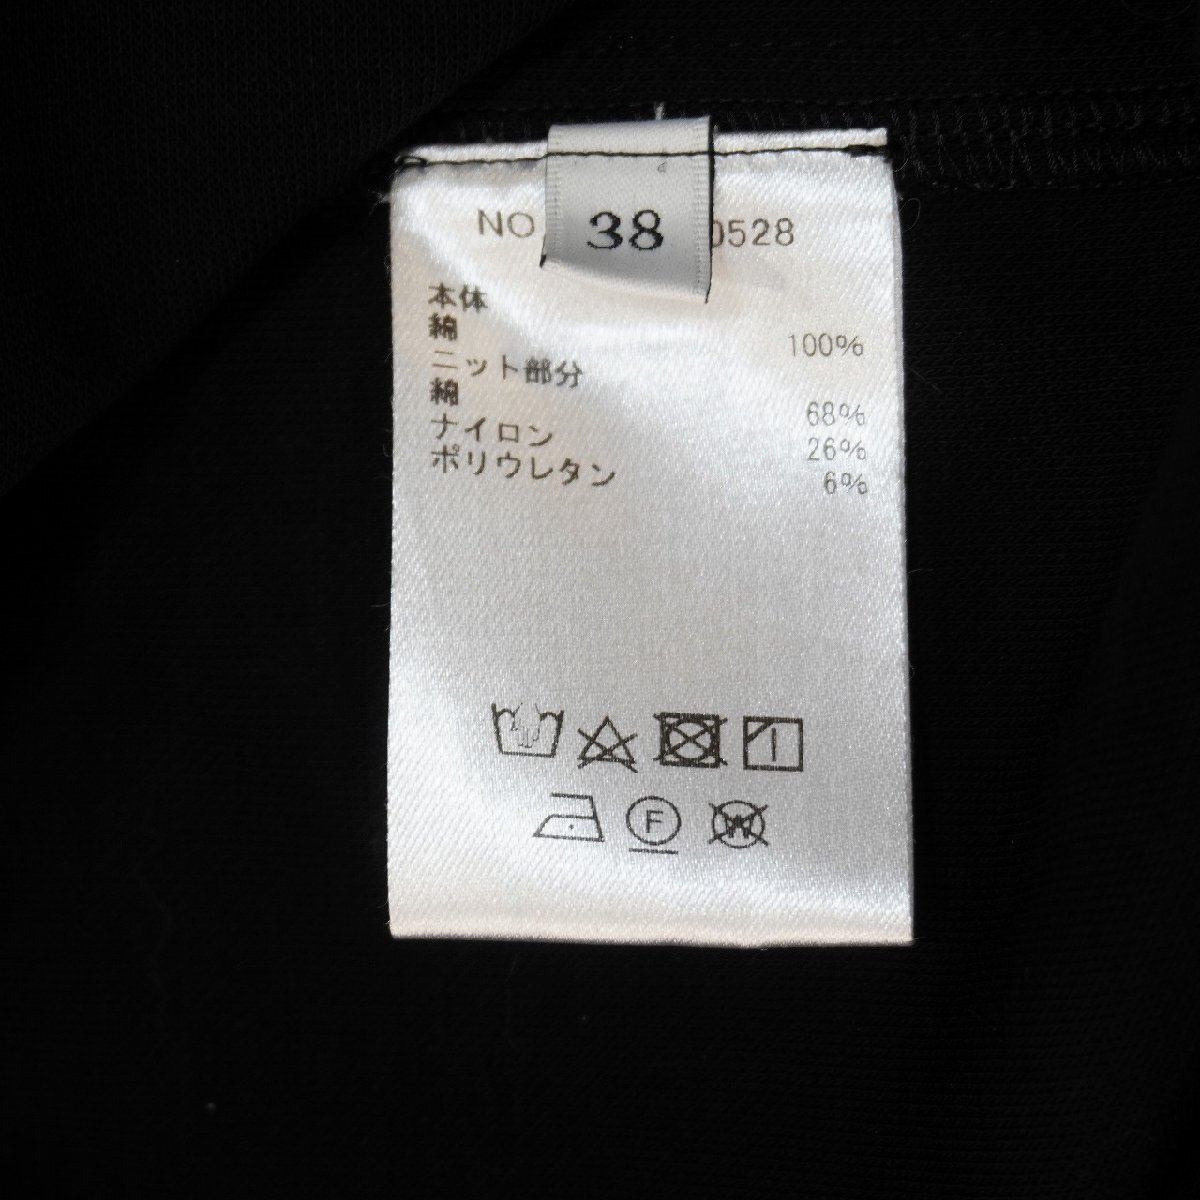 NO 0528
38
本体
綿 100%
ニット部分
綿 68%
ナイロン 26%
ポリウレタン 6%
F
W